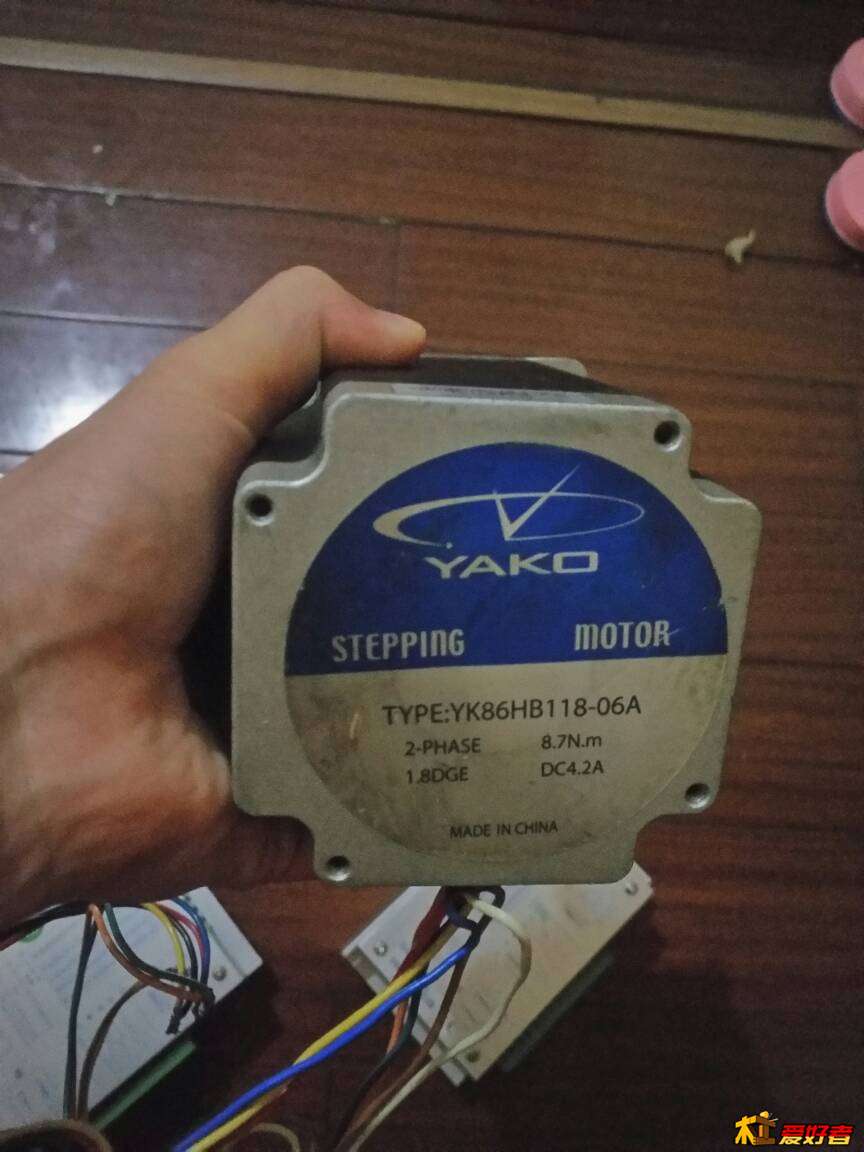 YAKO
STEPPING MOTOR
TYPE:YK86HB118-06A
2-PHASE 8.7N.m
1.8DGE DC4.2A
MADE IN CHINA
爱好者